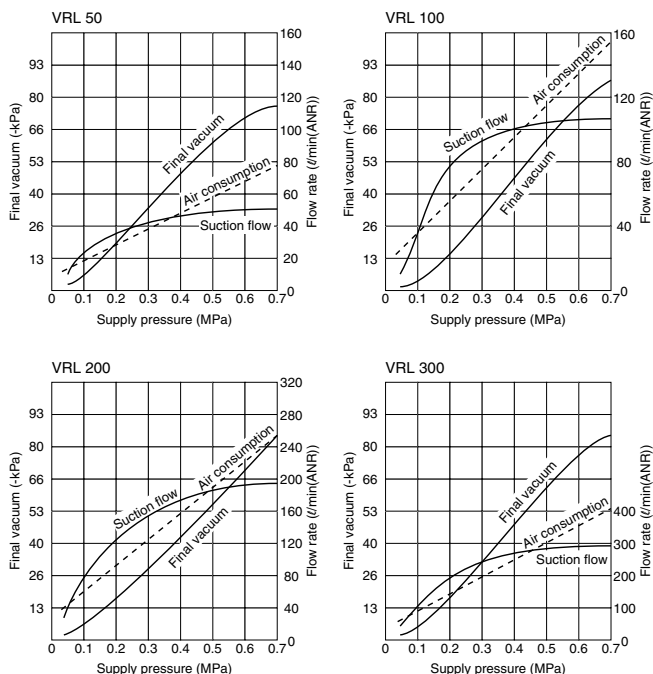 VRL 50
Final vacuum (-kPa)
93
80
66
53
40
26
13
160
140
120
100
80
60
40
20
0
Flow rate (ℓ/min(ANR))
Final vacuum
Air consumption
Suction flow
0.1 0.2 0.3 0.4 0.5 0.6 0.7
Supply pressure (MPa)
VRL 100
Final vacuum (-kPa)
93
80
66
53
40
26
13
160
120
80
40
0
Flow rate (ℓ/min(ANR))
Air consumption
Suction flow
Final vacuum
0.1 0.2 0.3 0.4 0.5 0.6 0.7
Supply pressure (MPa)
VRL 200
Final vacuum (-kPa)
93
80
66
53
40
26
13
320
280
240
200
160
120
80
40
0
Flow rate (ℓ/min(ANR))
Air consumption
Suction flow
Final vacuum
0.1 0.2 0.3 0.4 0.5 0.6 0.7
Supply pressure (MPa)
VRL 300
Final vacuum (-kPa)
93
80
66
53
40
26
13
400
300
200
100
0
Flow rate (ℓ/min(ANR))
Final vacuum
Air consumption
Suction flow
0.1 0.2 0.3 0.4 0.5 0.6 0.7
Supply pressure (MPa)